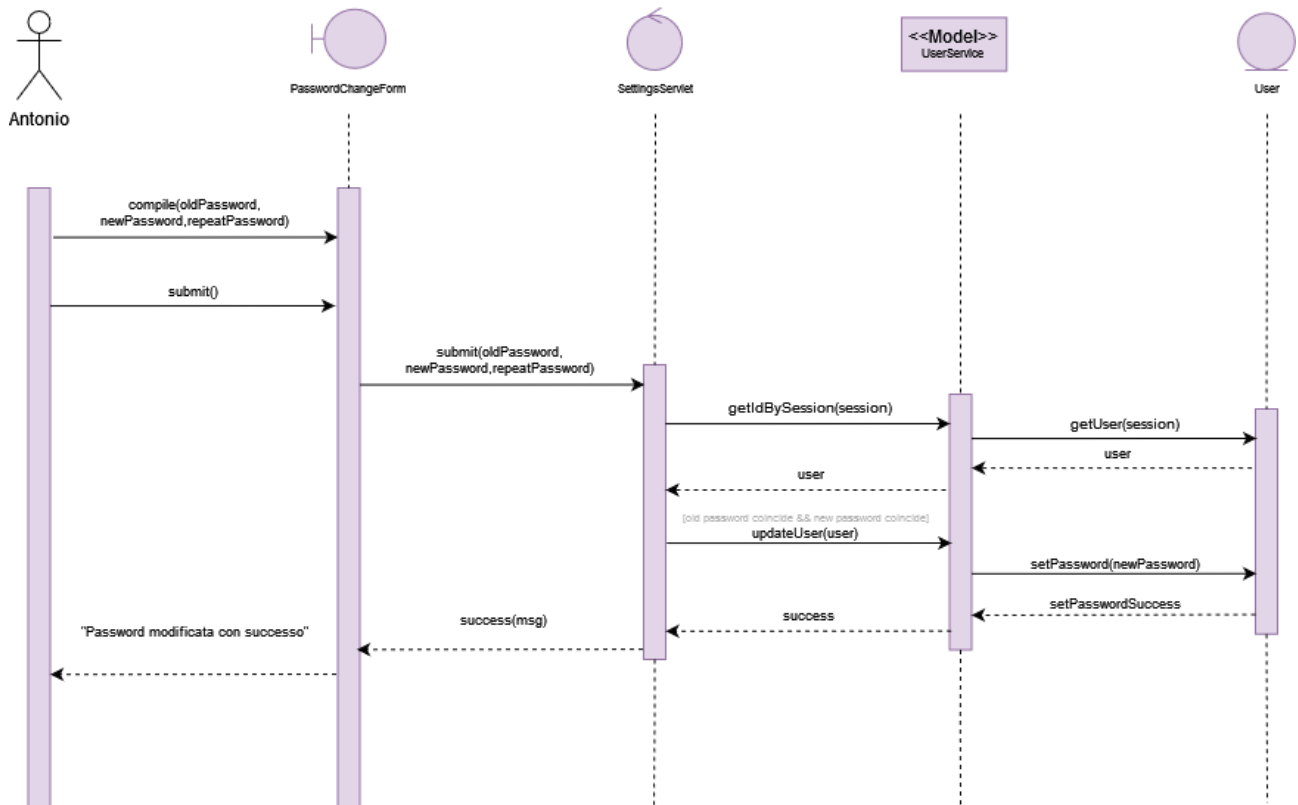 <<Model>>
UserService
PasswordChangeForm
SettingsServlet
User
Antonio
compile(oldPassword,
newPassword,repeatPassword)
submit()
submit(oldPassword,
newPassword,repeatPassword)
getIdBySession(session)
getUser(session)
user
user
[old password coincide && new password coincide]
updateUser(user)
setPassword(newPassword)
setPasswordSuccess
success
success(msg)
"Password modificata con successo"